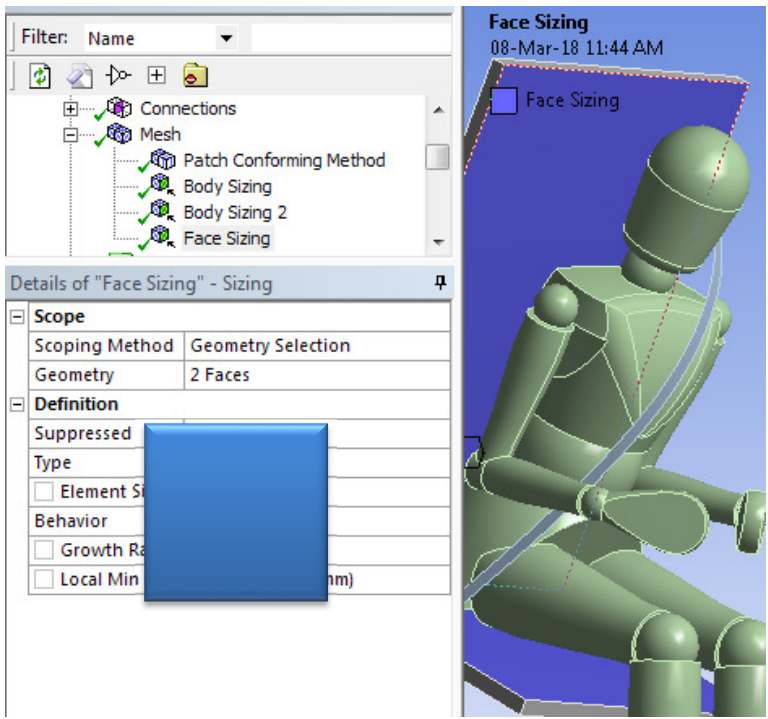 Filter: Name
Connections
Mesh
Patch Conforming Method
Body Sizing
Body Sizing 2
Face Sizing
Details of "Face Sizing" - Sizing
Scope
Scoping Method Geometry Selection
Geometry 2 Faces
Definition
Suppressed
Type
Element Si
Behavior
Growth Ra
Local Min mm)
Face Sizing
08-Mar-18 11:44 AM
Face Sizing